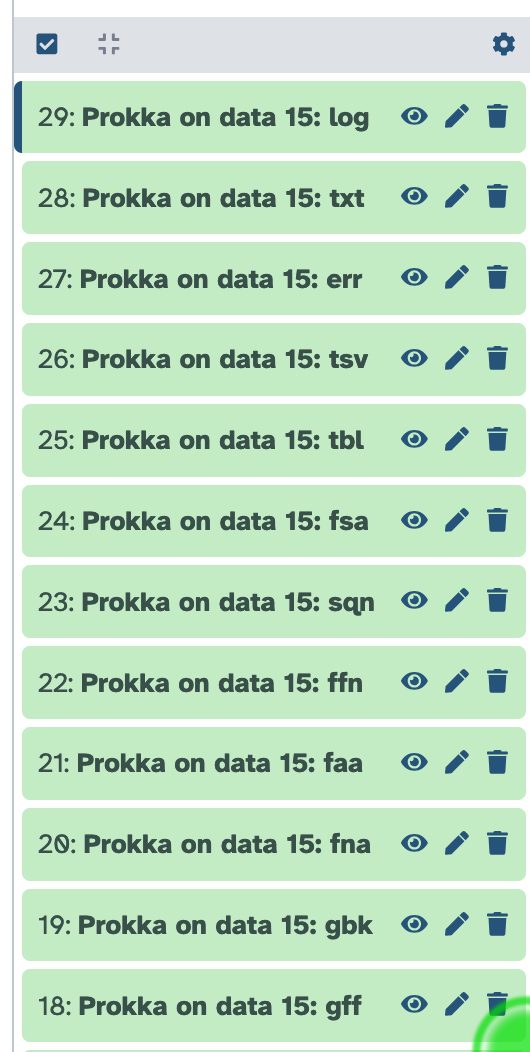 29: Prokka on data 15: log
28: Prokka on data 15: txt
27: Prokka on data 15: err
26: Prokka on data 15: tsv
25: Prokka on data 15: tbl
24: Prokka on data 15: fsa
23: Prokka on data 15: sqn
22: Prokka on data 15: ffn
21: Prokka on data 15: faa
20: Prokka on data 15: fna
19: Prokka on data 15: gbk
18: Prokka on data 15: gff